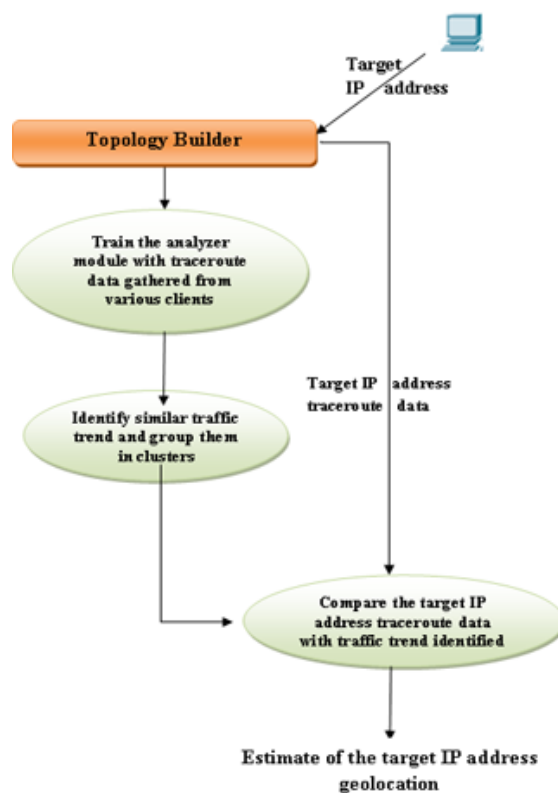 Target
IP address
Topology Builder
Train the analyzer
module with traceroute
data gathered from
various clients
Identify similar traffic
trend and group them
in clusters
Target IP address
traceroute data
Compare the target IP
address traceroute data
with traffic trend identified
Estimate of the target IP address
geolocation